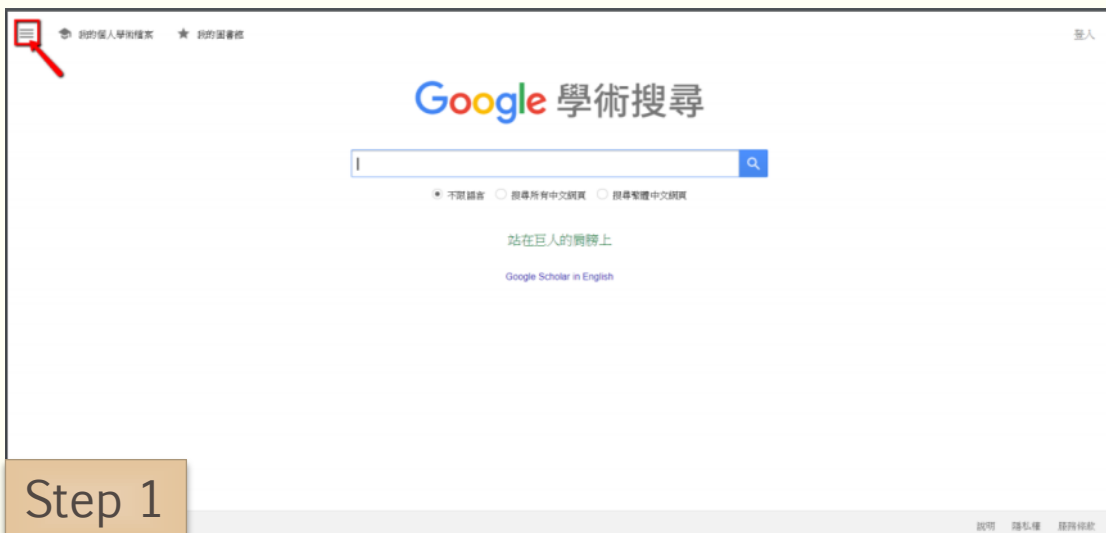 我的個人學術檔案 我的圖書館 登入
Google 學術搜尋
不限語言 搜尋所有中文網頁 搜尋繁體中文網頁
站在巨人的肩膀上
Google Scholar in English
Step 1
說明 隱私權 服務條款